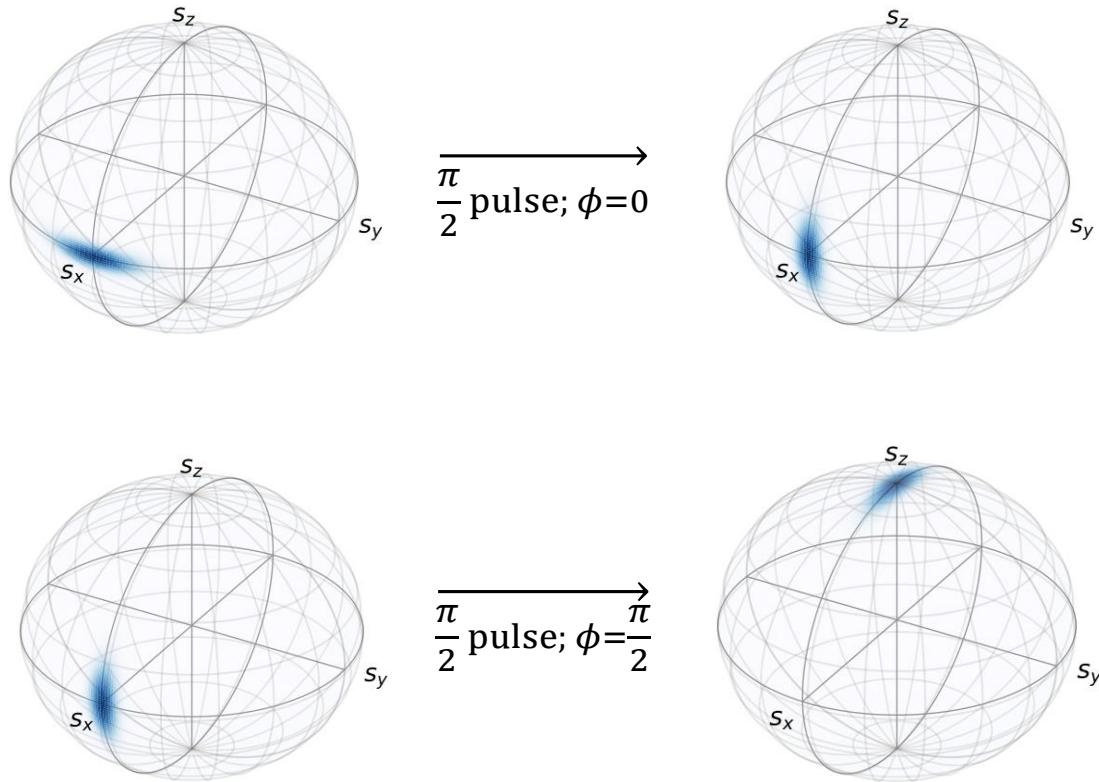 s_z
s_z
s_y
s_y
s_x
s_x
π/2 pulse; ϕ=0
s_z
s_z
s_y
s_y
s_x
s_x
π/2 pulse; ϕ=π/2